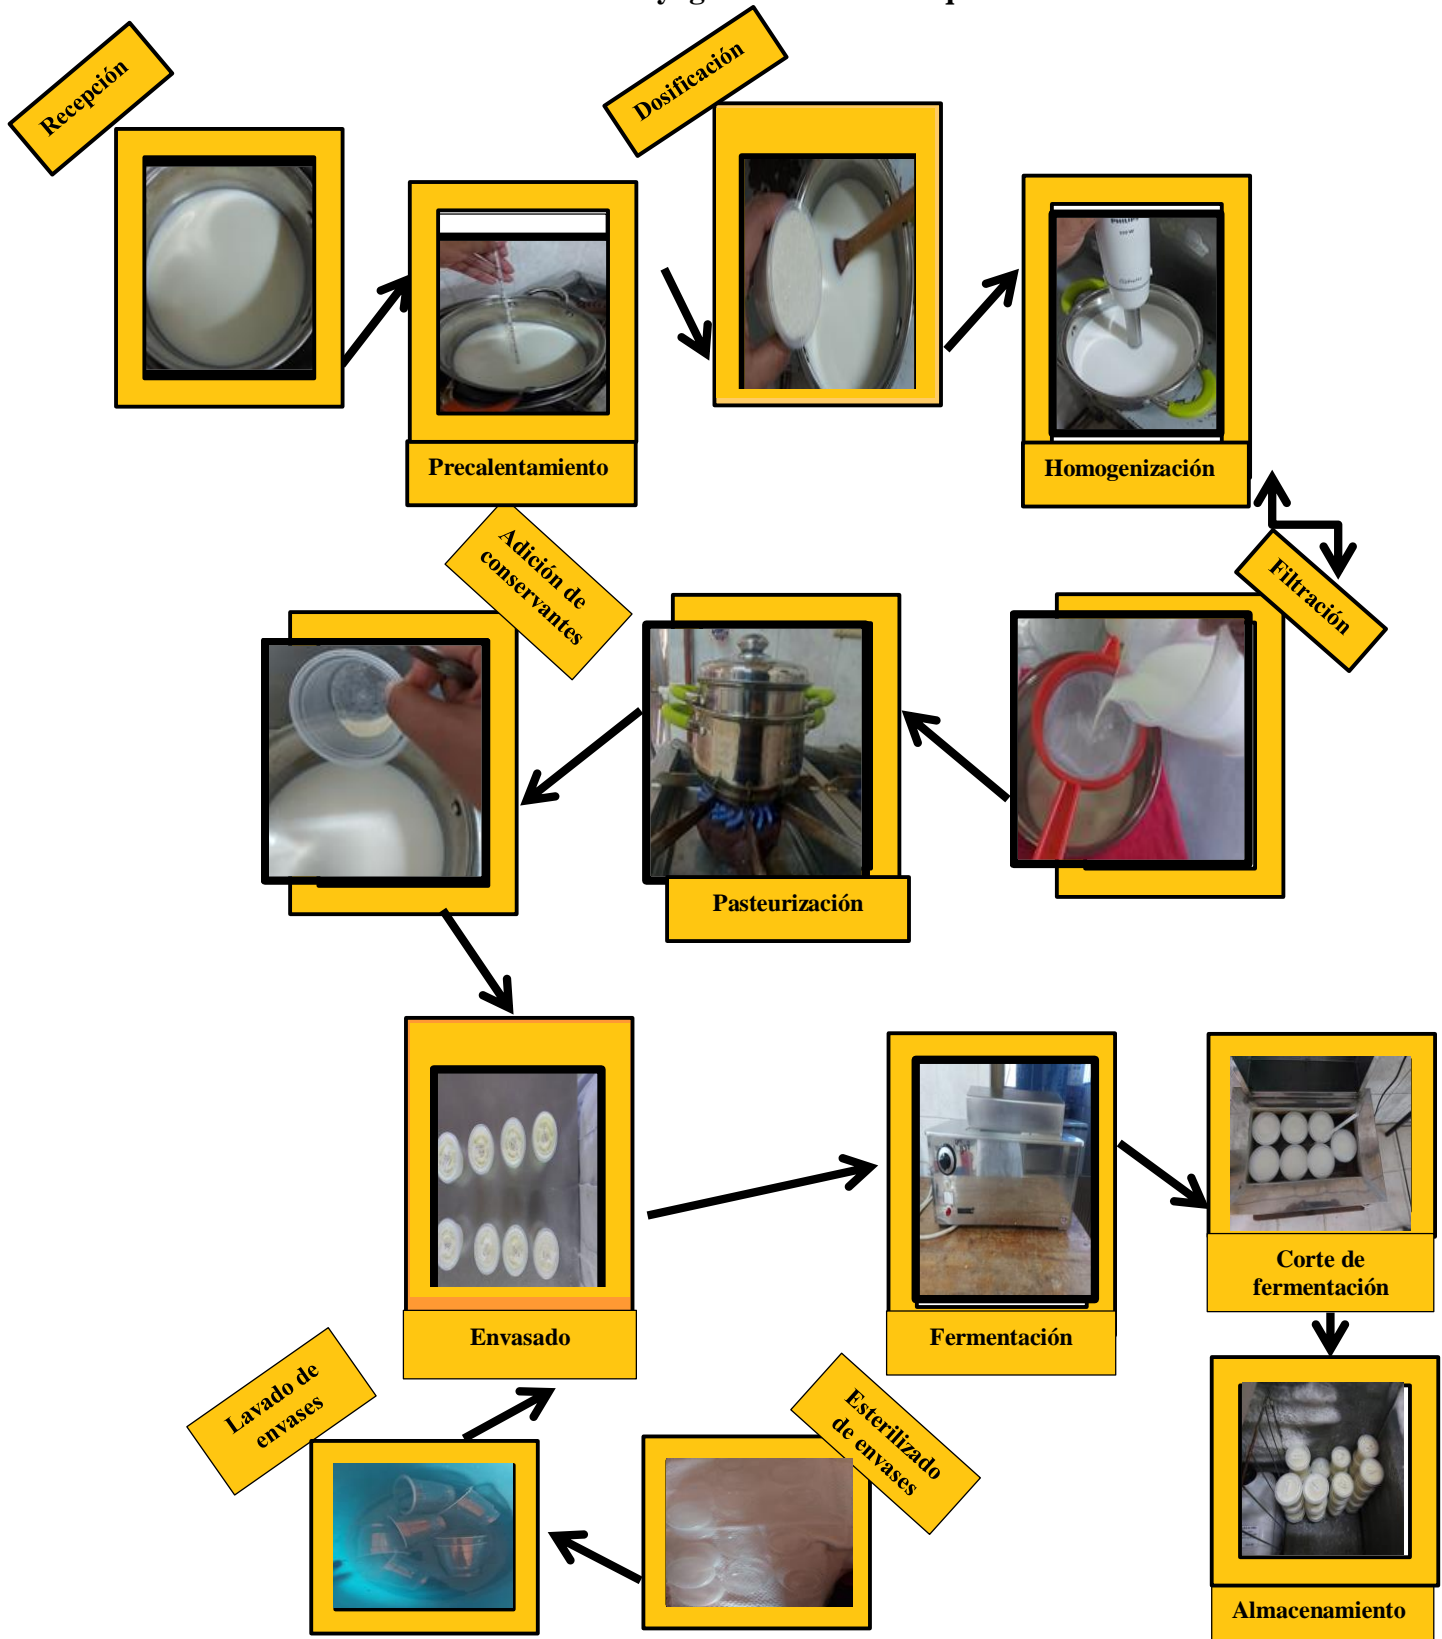 Recepción
Dosificación
PHILIPS
Precalentamiento
Homogenización
Adición de
conservantes
Filtración
Pasteurización
Envasado
Fermentación
Corte de
fermentación
Lavado de
envases
Esterilizado
de envases
Almacenamiento